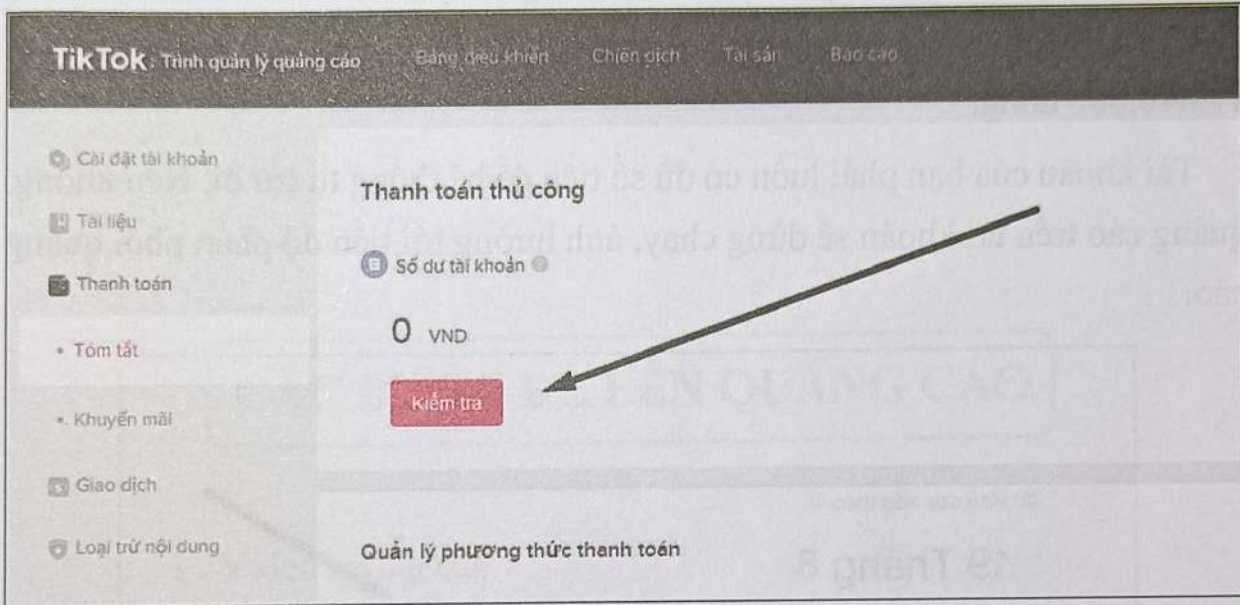 TikTok: Trình quản lý quảng cáo Bảng điều khiển Chiến dịch Tài sản Báo cáo
Cài đặt tài khoản
Thanh toán thủ công
Tài liệu
Số dư tài khoản
Thanh toán
0 VND
Tóm tắt
Kiểm tra
Khuyến mãi
Giao dịch
Loại trừ nội dung
Quản lý phương thức thanh toán